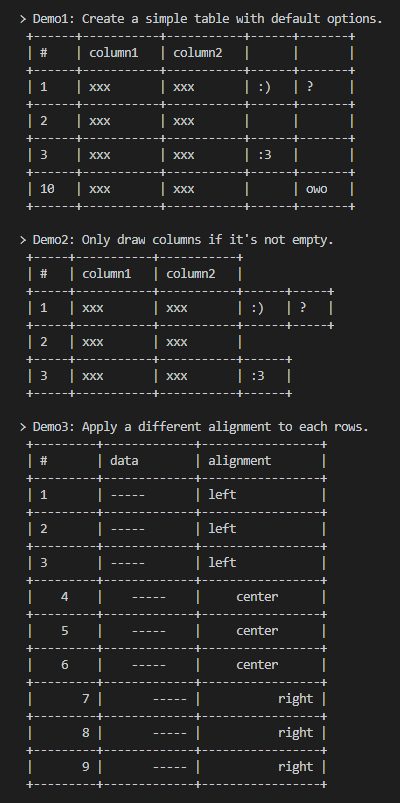 > Demo1: Create a simple table with default options.
+------+-----------+-----------+------+-------+
| #    | column1   | column2   |      |       |
+------+-----------+-----------+------+-------+
| 1    | xxx       | xxx       | :)   | ?     |
+------+-----------+-----------+------+-------+
| 2    | xxx       | xxx       |      |       |
+------+-----------+-----------+------+-------+
| 3    | xxx       | xxx       | :3   |       |
+------+-----------+-----------+------+-------+
| 10   | xxx       | xxx       |      | owo   |
+------+-----------+-----------+------+-------+
> Demo2: Only draw columns if it's not empty.
+-----+-----------+-----------+
| #   | column1   | column2   |
+-----+-----------+-----------+------+-----+
| 1   | xxx       | xxx       | :)   | ?   |
+-----+-----------+-----------+------+-----+
| 2   | xxx       | xxx       |
+-----+-----------+-----------+------+
| 3   | xxx       | xxx       | :3   |
+-----+-----------+-----------+------+
> Demo3: Apply a different alignment to each rows.
+---------+-------------+-----------------+
| #       | data        | alignment       |
+---------+-------------+-----------------+
| 1       | -----       | left            |
+---------+-------------+-----------------+
| 2       | -----       | left            |
+---------+-------------+-----------------+
| 3       | -----       | left            |
+---------+-------------+-----------------+
|    4    |    -----    |     center      |
+---------+-------------+-----------------+
|    5    |    -----    |     center      |
+---------+-------------+-----------------+
|    6    |    -----    |     center      |
+---------+-------------+-----------------+
|       7 |       ----- |           right |
+---------+-------------+-----------------+
|       8 |       ----- |           right |
+---------+-------------+-----------------+
|       9 |       ----- |           right |
+---------+-------------+-----------------+